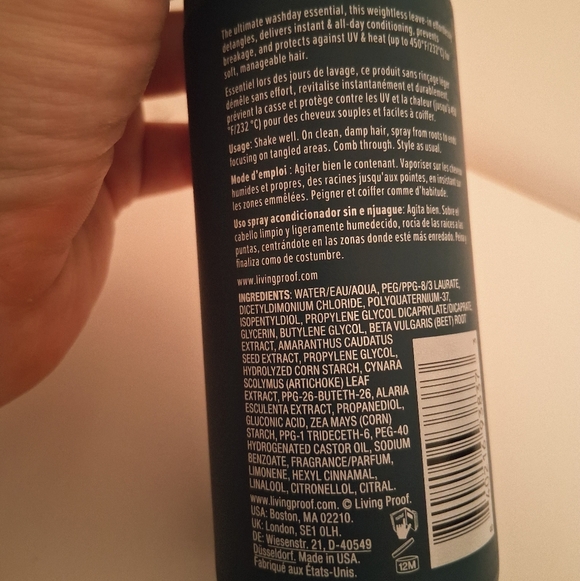 The ultimate washday essential, this weightless leave-in effortlessly
detangles, delivers instant & all-day conditioning, prevents
breakage, and protects against UV & heat (up to 450°F/232°C) for
soft, manageable hair.
Essentiel lors des jours de lavage, ce produit sans rinçage léger
démêle sans effort, revitalise instantanément et durablement,
prévient la casse et protège contre les UV et la chaleur (jusqu'à 450
°F/232 °C) pour des cheveux souples et faciles à coiffer.
Usage: Shake well. On clean, damp hair, spray from roots to ends
focusing on tangled areas. Comb through. Style as usual.
Mode d'emploi : Agiter bien le contenant. Vaporiser sur les cheveux
humides et propres, des racines jusqu'aux pointes, en insistant sur
les zones emmêlées. Peigner et coiffer comme d'habitude.
Uso spray acondicionador sin enjuague: Agita bien. Sobre el
cabello limpio y ligeramente humedecido, rocía de las raíces a las
puntas, centrándote en las zonas donde esté más enredado. Peina y
finaliza como de costumbre.
www.livingproof.com
INGREDIENTS: WATER/EAU/AQUA, PEG/PPG-8/3 LAURATE,
DICETYLDIMONIUM CHLORIDE, POLYQUATERNIUM-37,
ISOPENTYLDIOL, PROPYLENE GLYCOL DICAPRYLATE/DICAPRATE,
GLYCERIN, BUTYLENE GLYCOL, BETA VULGARIS (BEET) ROOT
EXTRACT, AMARANTHUS CAUDATUS
SEED EXTRACT, PROPYLENE GLYCOL,
HYDROLYZED CORN STARCH, CYNARA
SCOLYMUS (ARTICHOKE) LEAF
EXTRACT, PPG-26-BUTETH-26, ALARIA
ESCULENTA EXTRACT, PROPANEDIOL,
GLUCONIC ACID, ZEA MAYS (CORN)
STARCH, PPG-1 TRIDECETH-6, PEG-40
HYDROGENATED CASTOR OIL, SODIUM
BENZOATE, FRAGRANCE/PARFUM,
LIMONENE, HEXYL CINNAMAL,
LINALOOL, CITRONELLOL, CITRAL.
www.livingproof.com. © Living Proof.
USA: Boston, MA 02210.
UK: London, SE1 0LH.
DE: Wiesenstr. 21, D-40549
Düsseldorf. Made in USA.
Fabriqué aux États-Unis.
12M